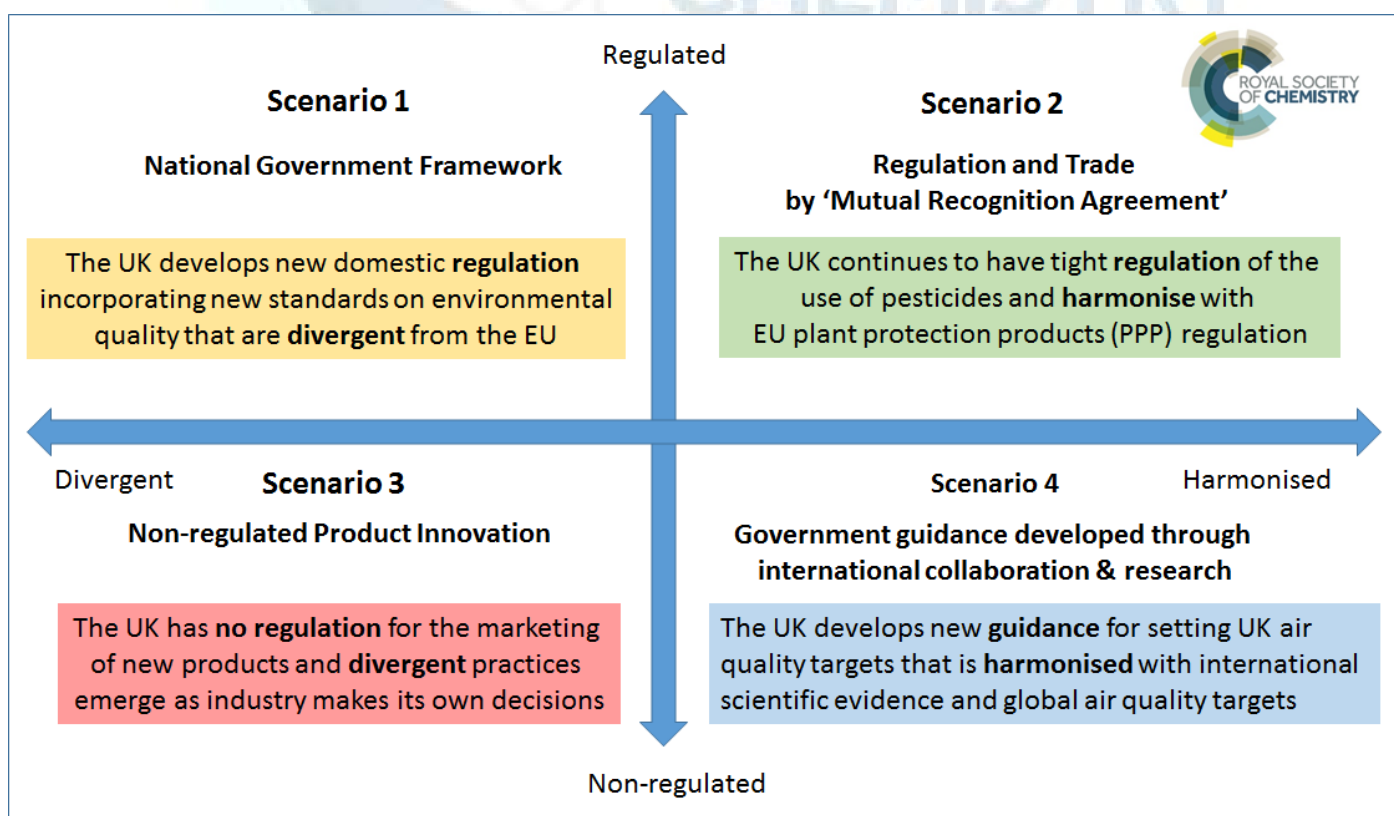 CHEMISTRY
Regulated
ROYAL SOCIETY
OF CHEMISTRY
Scenario 1
National Government Framework
The UK develops new domestic regulation
incorporating new standards on environmental
quality that are divergent from the EU
Scenario 2
Regulation and Trade
by ‘Mutual Recognition Agreement’
The UK continues to have tight regulation of the
use of pesticides and harmonise with
EU plant protection products (PPP) regulation
Divergent
Harmonised
Scenario 3
Non-regulated Product Innovation
The UK has no regulation for the marketing
of new products and divergent practices
emerge as industry makes its own decisions
Scenario 4
Government guidance developed through
international collaboration & research
The UK develops new guidance for setting UK air
quality targets that is harmonised with international
scientific evidence and global air quality targets
Non-regulated